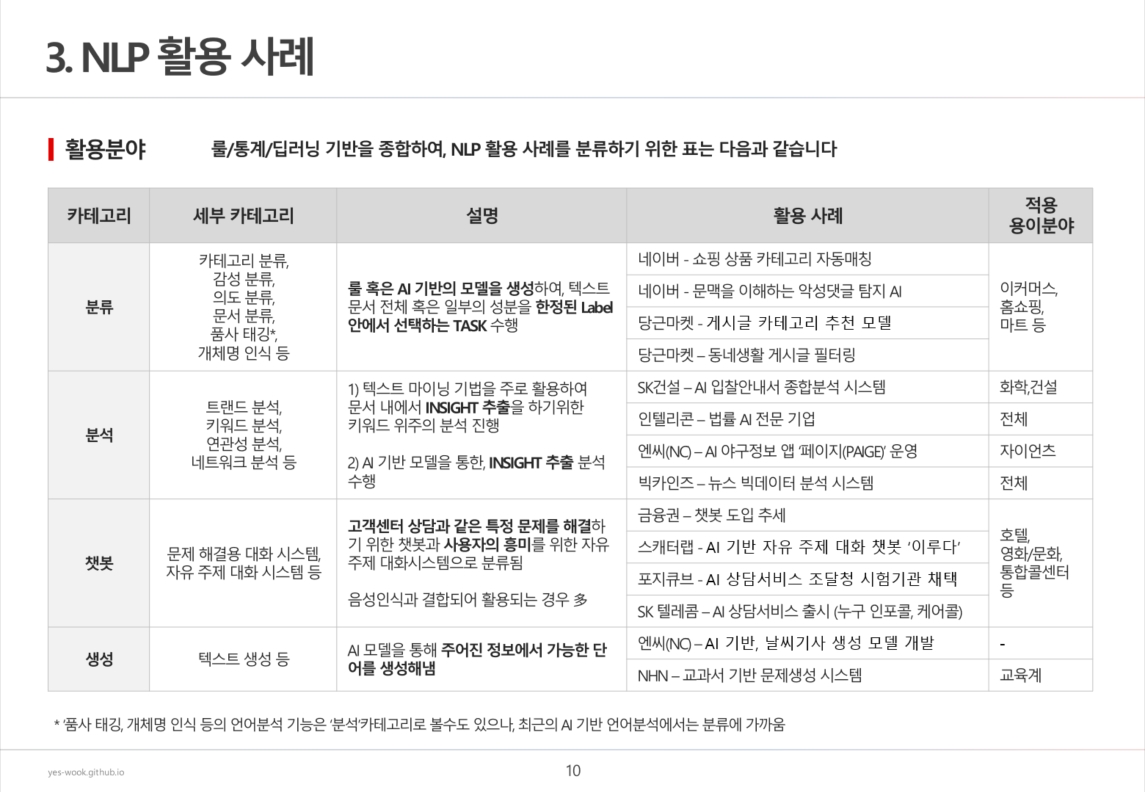 3. NLP 활용 사례
활용분야
룰/통계/딥러닝 기반을 종합하여, NLP 활용 사례를 분류하기 위한 표는 다음과 같습니다
카테고리
세부 카테고리
설명
활용 사례
적용
용이분야
분류
카테고리 분류,
감성 분류,
의도 분류,
문서 분류,
품사 태깅*,
개체명 인식 등
룰 혹은 AI 기반의 모델을 생성하여, 텍스트
문서 전체 혹은 일부의 성분을 한정된 Label
안에서 선택하는 TASK 수행
네이버 - 쇼핑 상품 카테고리 자동매칭
네이버 - 문맥을 이해하는 악성댓글 탐지 AI
당근마켓 - 게시글 카테고리 추천 모델
당근마켓 – 동네생활 게시글 필터링
이커머스,
홈쇼핑,
마트 등
분석
트랜드 분석,
키워드 분석,
연관성 분석,
네트워크 분석 등
1) 텍스트 마이닝 기법을 주로 활용하여
문서 내에서 INSIGHT 추출을 하기위한
키워드 위주의 분석 진행
2) AI 기반 모델을 통한, INSIGHT 추출 분석
수행
SK건설 – AI 입찰안내서 종합분석 시스템
화학,건설
인텔리콘 – 법률 AI 전문 기업
전체
엔씨(NC) – AI 야구정보 앱 ‘페이지(PAIGE)’ 운영
자이언츠
빅카인즈 – 뉴스 빅데이터 분석 시스템
전체
챗봇
문제 해결용 대화 시스템,
자유 주제 대화 시스템 등
고객센터 상담과 같은 특정 문제를 해결하
기 위한 챗봇과 사용자의 흥미를 위한 자유
주제 대화시스템으로 분류됨
음성인식과 결합되어 활용되는 경우 多
금융권 – 챗봇 도입 추세
스캐터랩 - AI 기반 자유 주제 대화 챗봇 ‘이루다’
포지큐브 - AI 상담서비스 조달청 시험기관 채택
SK 텔레콤 – AI 상담서비스 출시 (누구 인포콜, 케어콜)
호텔,
영화/문화,
통합콜센터
등
생성
텍스트 생성 등
AI 모델을 통해 주어진 정보에서 가능한 단
어를 생성해냄
엔씨(NC) – AI 기반, 날씨기사 생성 모델 개발
-
NHN – 교과서 기반 문제생성 시스템
교육계
* ‘품사 태깅, 개체명 인식 등의 언어분석 기능은 ‘분석’카테고리로 볼수도 있으나, 최근의 AI 기반 언어분석에서는 분류에 가까움
yes-wook.github.io
10